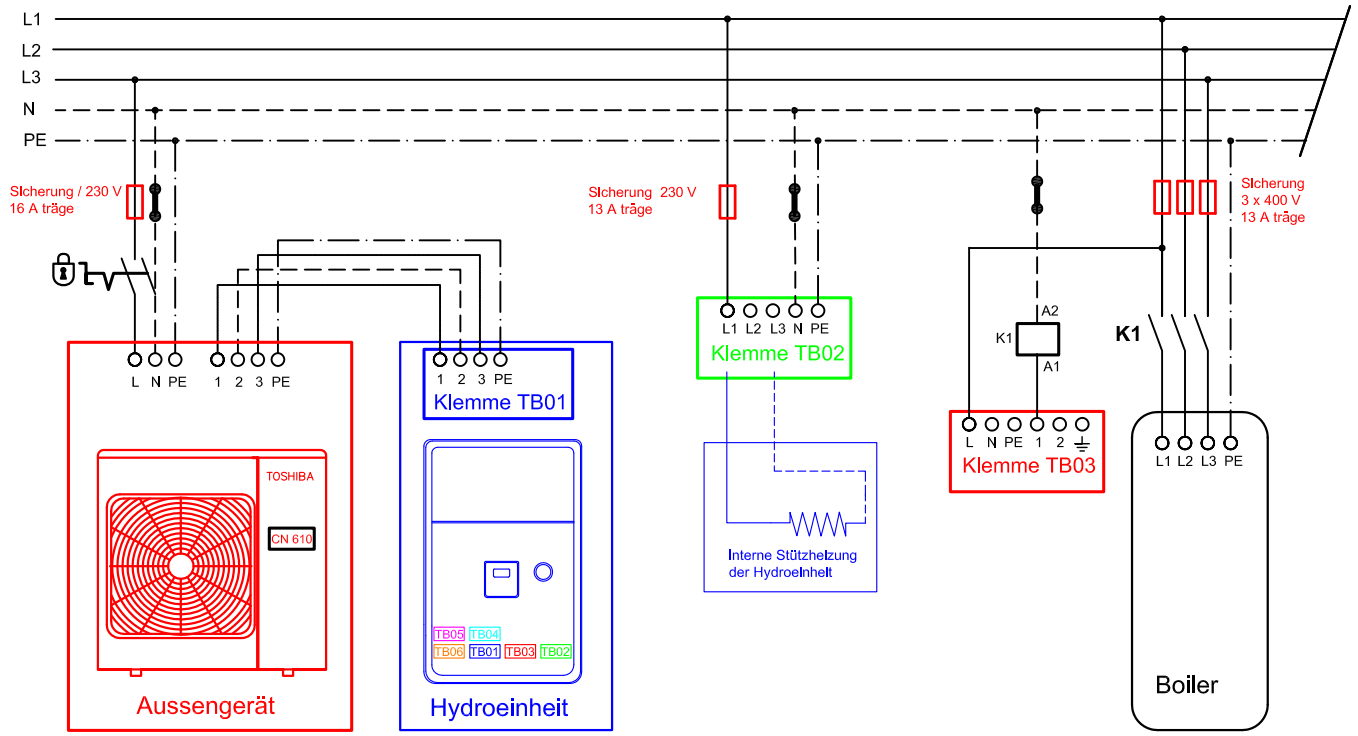 L1
L2
L3
N
PE
Sicherung / 230 V
16 A träge
Sicherung 230 V
13 A träge
Sicherung
3 x 400 V
13 A träge
L N PE 1 2 3 PE
1 2 3 PE
Klemme TB01
L1 L2 L3 N PE
Klemme TB02
A2
K1
A1
K1
L N PE 1 2
Klemme TB03
L1 L2 L3 PE
TOSHIBA
CN 610
Interne Stützheizung
der Hydroeinheit
TB05 TB04
TB06 TB01 TB03 TB02
Aussengerät
Hydroeinheit
Boiler